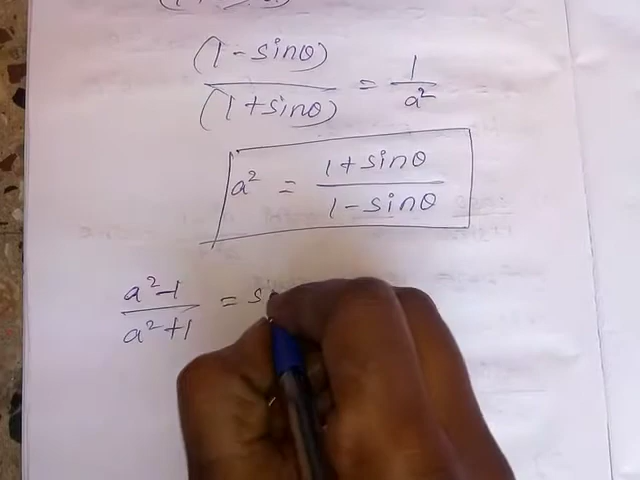 (1-sinθ)/(1+sinθ) = 1/a²
a² = (1+sinθ)/(1-sinθ)
(a²-1)/(a²+1) = s